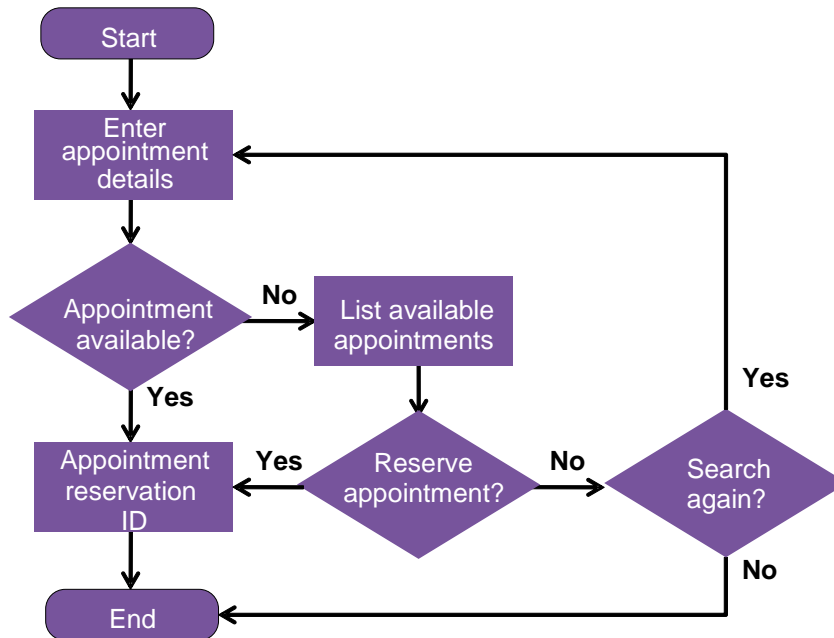 Start
Enter
appointment
details
Appointment
available?
No
List available
appointments
Yes
Yes
Appointment
reservation
ID
Yes
Reserve
appointment?
No
Search
again?
No
End